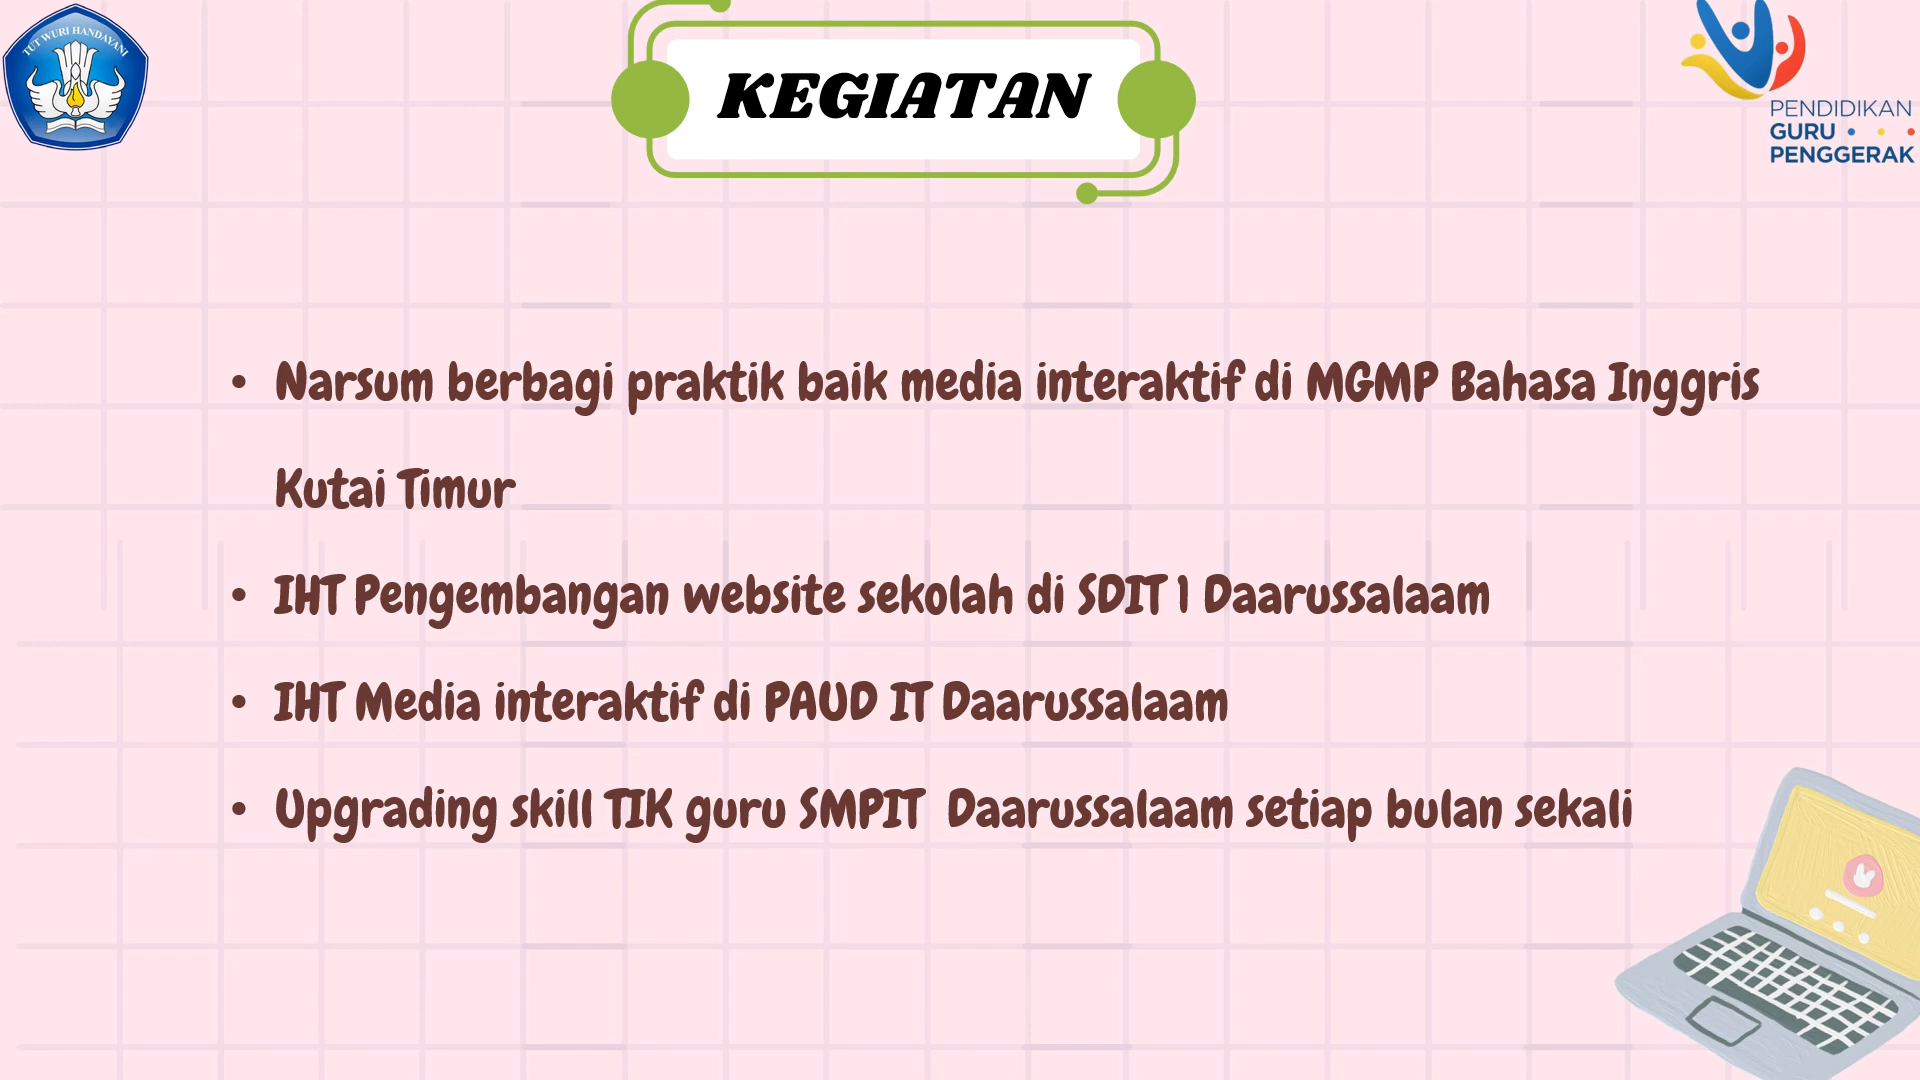 TUT WURI HANDAYANI
KEGIATAN
PENDIDIKAN
GURU
PENGGERAK
• Narsum berbagi praktik baik media interaktif di MGMP Bahasa Inggris
Kutai Timur
• IHT Pengembangan website sekolah di SDIT 1 Daarussalaam
• IHT Media interaktif di PAUD IT Daarussalaam
• Upgrading skill TIK guru SMPIT Daarussalaam setiap bulan sekali